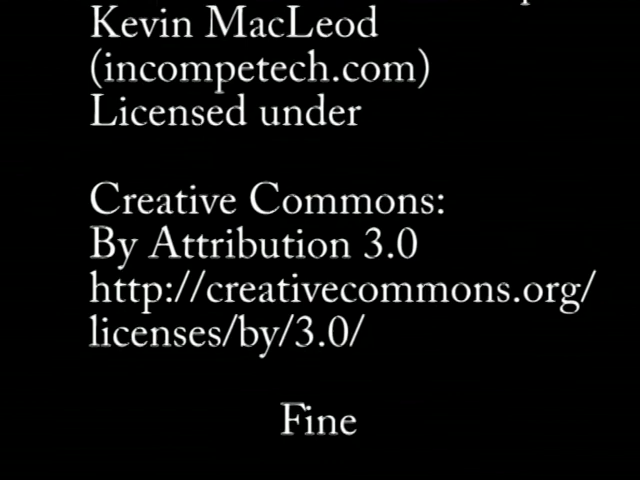 Kevin MacLeod
(incompetech.com)
Licensed under
Creative Commons:
By Attribution 3.0
http://creativecommons.org/
licenses/by/3.0/
Fine